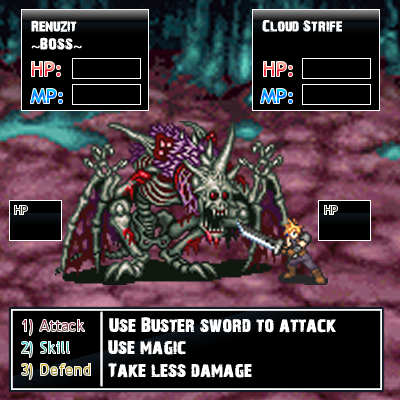 Renuzit
~Boss~
HP:
MP:
Cloud Strife
HP:
MP:
HP
HP
1) Attack Use Buster sword to attack
2) Skill Use magic
3) Defend Take less damage